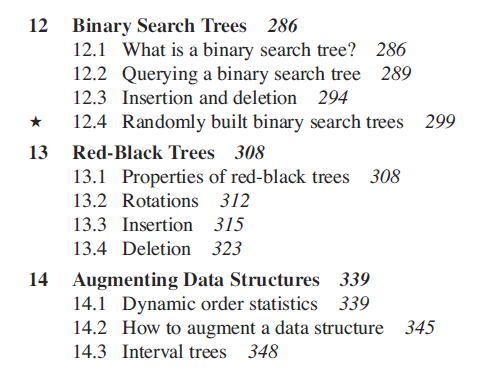 12 Binary Search Trees 286
12.1 What is a binary search tree? 286
12.2 Querying a binary search tree 289
12.3 Insertion and deletion 294
★ 12.4 Randomly built binary search trees 299
13 Red-Black Trees 308
13.1 Properties of red-black trees 308
13.2 Rotations 312
13.3 Insertion 315
13.4 Deletion 323
14 Augmenting Data Structures 339
14.1 Dynamic order statistics 339
14.2 How to augment a data structure 345
14.3 Interval trees 348